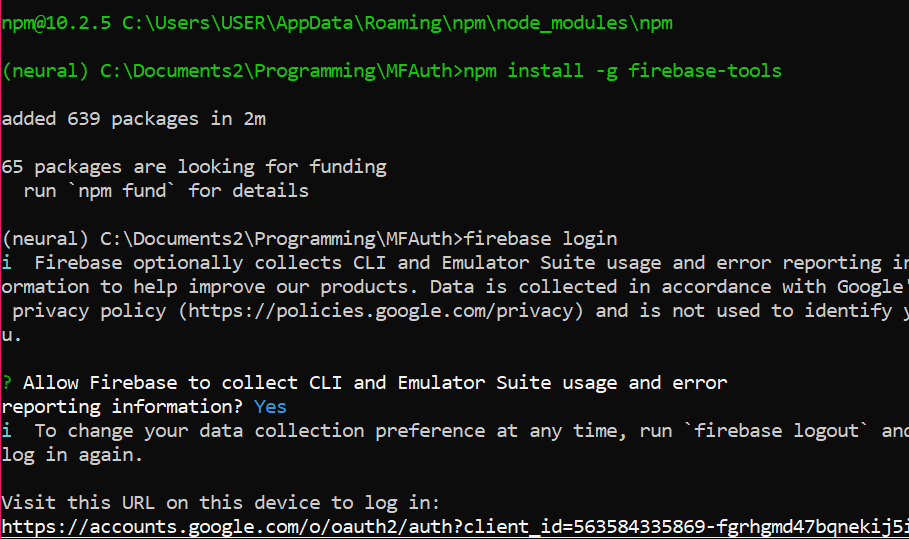 npm@10.2.5 C:\Users\USER\AppData\Roaming\npm\node_modules\npm
(neural) C:\Documents2\Programming\MFAuth>npm install -g firebase-tools
added 639 packages in 2m
65 packages are looking for funding
run `npm fund` for details
(neural) C:\Documents2\Programming\MFAuth>firebase login
i Firebase optionally collects CLI and Emulator Suite usage and error reporting in
ormation to help improve our products. Data is collected in accordance with Google'
privacy policy (https://policies.google.com/privacy) and is not used to identify y
u.
? Allow Firebase to collect CLI and Emulator Suite usage and error
reporting information? Yes
i To change your data collection preference at any time, run `firebase logout` and
log in again.
Visit this URL on this device to log in:
https://accounts.google.com/o/oauth2/auth?client_id=563584335869-fgrhgmd47bqnekij5i